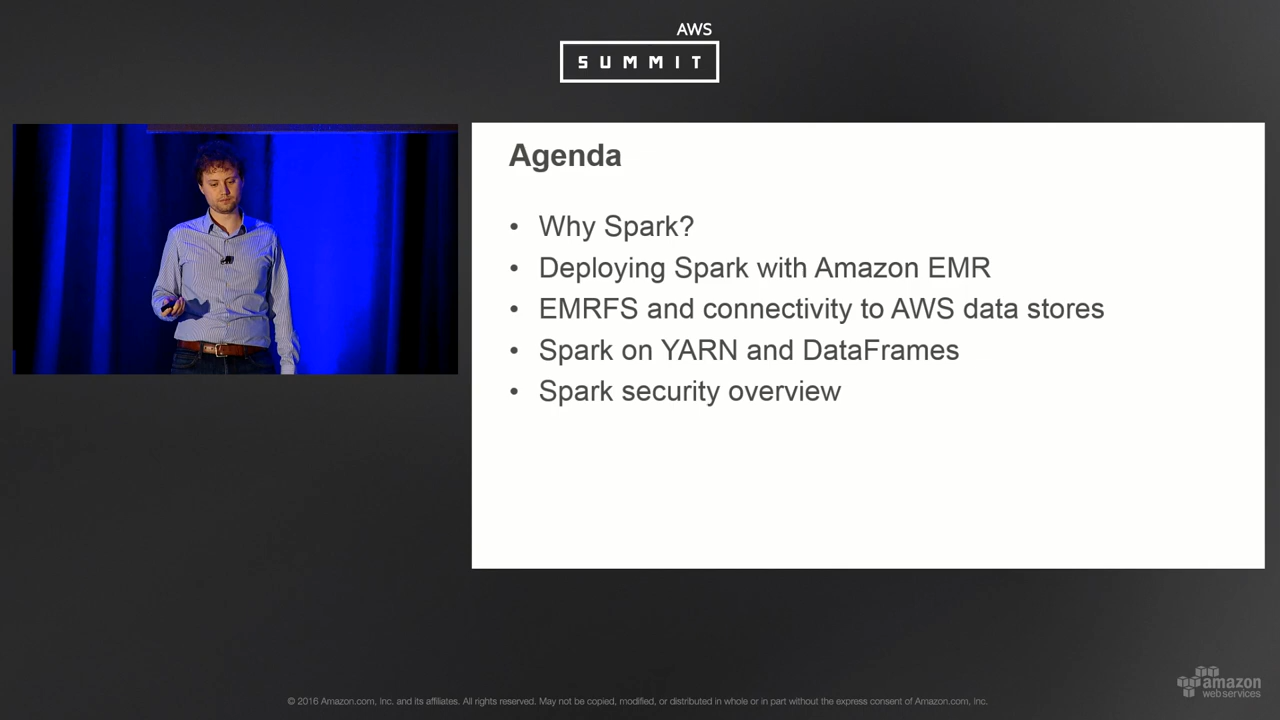 AWS
SUMMIT
Agenda
• Why Spark?
• Deploying Spark with Amazon EMR
• EMRFS and connectivity to AWS data stores
• Spark on YARN and DataFrames
• Spark security overview
amazon
web services
© 2016 Amazon.com, Inc. and its affiliates. All rights reserved. May not be copied, modified, or distributed in whole or in part without the express consent of Amazon.com, Inc.